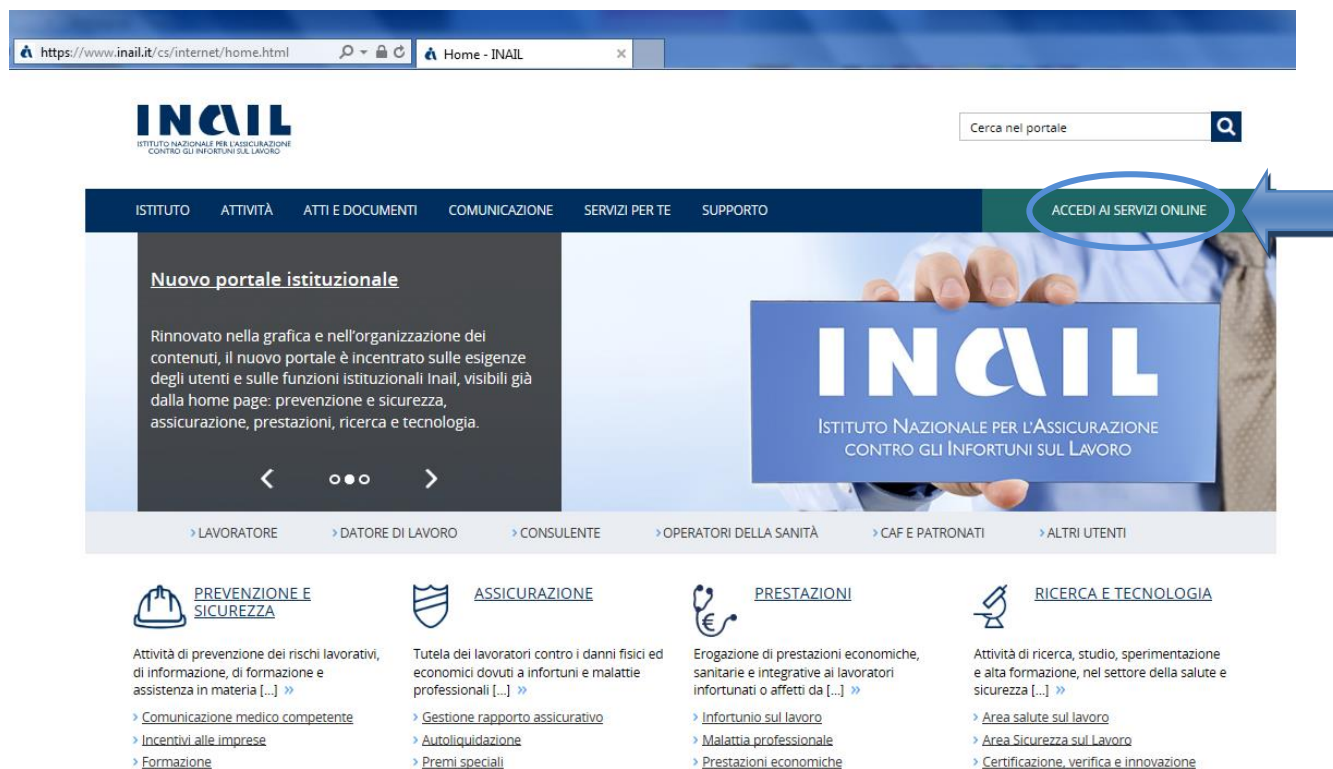 https://www.inail.it/cs/internet/home.html
Home - INAIL
INAIL
ISTITUTO NAZIONALE PER L'ASSICURAZIONE
CONTRO GLI INFORTUNI SUL LAVORO
Cerca nel portale
ISTITUTO ATTIVITÀ ATTI E DOCUMENTI COMUNICAZIONE SERVIZI PER TE SUPPORTO ACCEDI AI SERVIZI ONLINE
Nuovo portale istituzionale
Rinnovato nella grafica e nell'organizzazione dei
contenuti, il nuovo portale è incentrato sulle esigenze
degli utenti e sulle funzioni istituzionali Inail, visibili già
dalla home page: prevenzione e sicurezza,
assicurazione, prestazioni, ricerca e tecnologia.
INAIL
ISTITUTO NAZIONALE PER L'ASSICURAZIONE
CONTRO GLI INFORTUNI SUL LAVORO
› LAVORATORE › DATORE DI LAVORO › CONSULENTE › OPERATORI DELLA SANITÀ › CAF E PATRONATI › ALTRI UTENTI
PREVENZIONE E
SICUREZZA
Attività di prevenzione dei rischi lavorativi,
di informazione, di formazione e
assistenza in materia [...] »
› Comunicazione medico competente
› Incentivi alle imprese
› Formazione
ASSICURAZIONE
Tutela dei lavoratori contro i danni fisici ed
economici dovuti a infortuni e malattie
professionali [...] »
› Gestione rapporto assicurativo
› Autoliquidazione
› Premi speciali
PRESTAZIONI
Erogazione di prestazioni economiche,
sanitarie e integrative ai lavoratori
infortunati o affetti da [...] »
› Infortunio sul lavoro
› Malattia professionale
› Prestazioni economiche
RICERCA E TECNOLOGIA
Attività di ricerca, studio, sperimentazione
e alta formazione, nel settore della salute e
sicurezza [...] »
› Area salute sul lavoro
› Area Sicurezza sul Lavoro
› Certificazione, verifica e innovazione